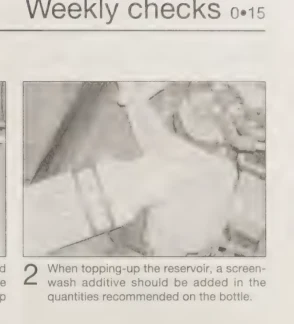 Weekly checks 0•15
d
e
p
2 When topping-up the reservoir, a screen-
wash additive should be added in the
quantities recommended on the bottle.